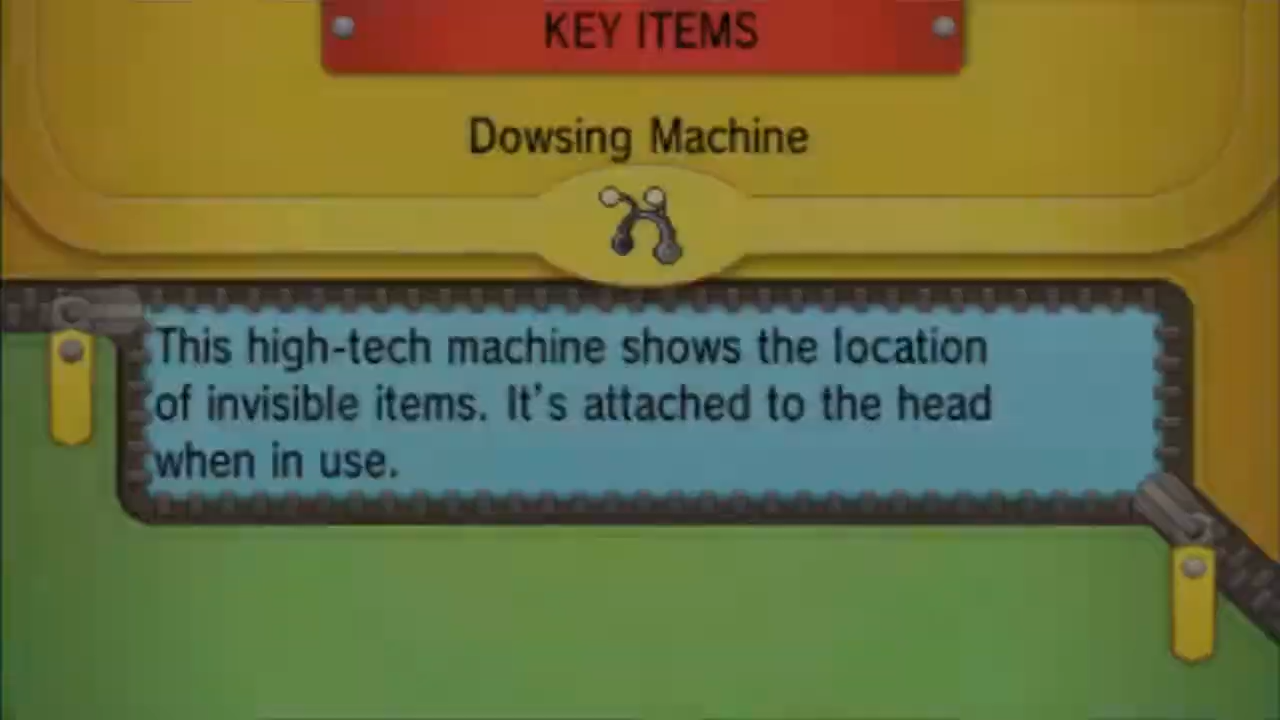 KEY ITEMS
Dowsing Machine
This high-tech machine shows the location
of invisible items. It's attached to the head
when in use.